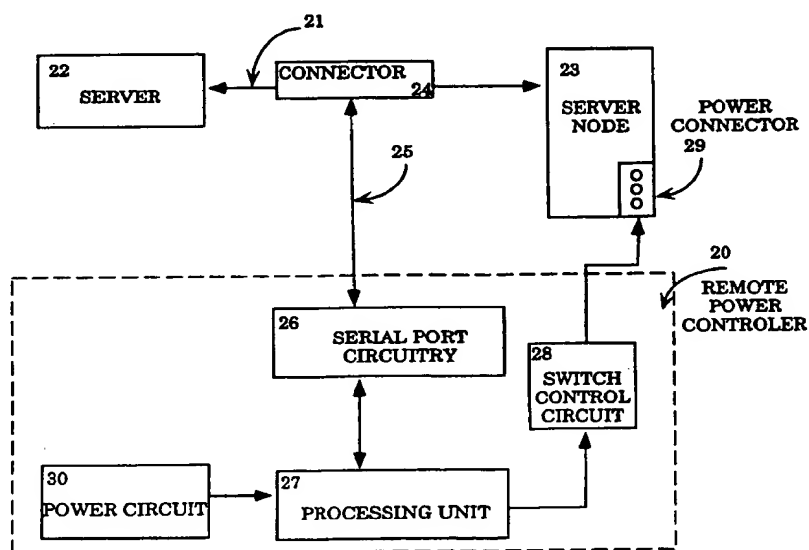 21
22
SERVER
CONNECTOR
24
23
SERVER
NODE
POWER
CONNECTOR
29
25
20
REMOTE
POWER
CONTROLER
26
SERIAL PORT
CIRCUITRY
28
SWITCH
CONTROL
CIRCUIT
30
POWER CIRCUIT
27
PROCESSING UNIT